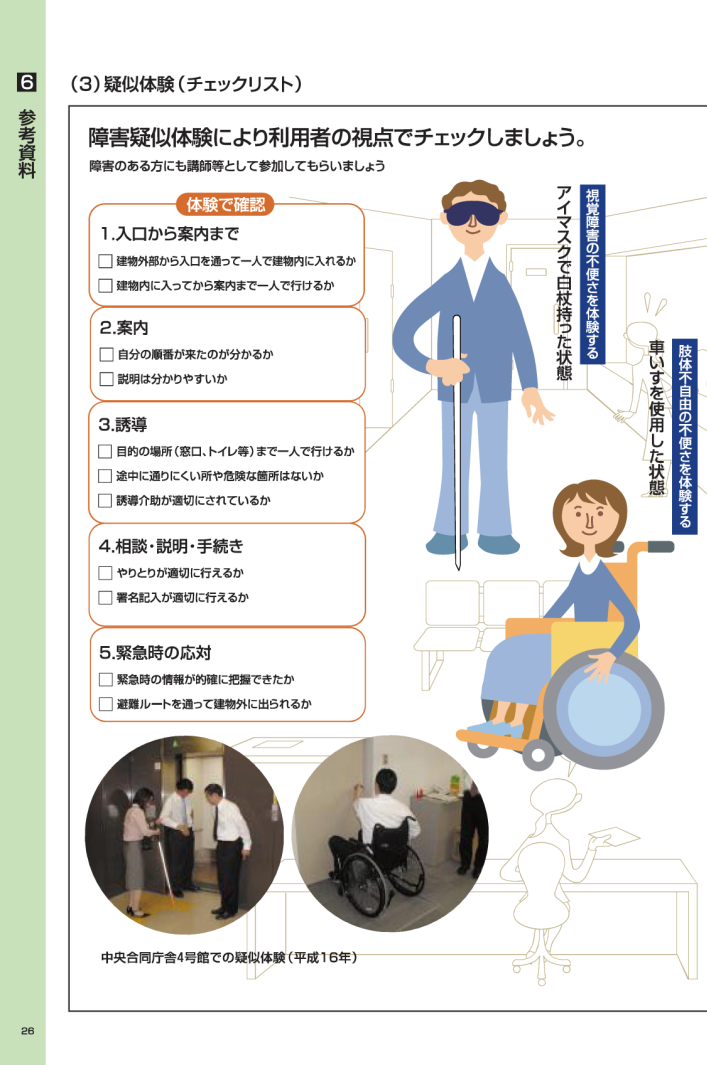 6
参考資料
（3）疑似体験（チェックリスト）
障害疑似体験により利用者の視点でチェックしましょう。
障害のある方にも講師等として参加してもらいましょう
体験で確認
1.入口から案内まで
□ 建物外部から入口を通って一人で建物内に入れるか
□ 建物内に入ってから案内まで一人で行けるか
2.案内
□ 自分の順番が来たのが分かるか
□ 説明は分かりやすいか
3.誘導
□ 目的の場所（窓口、トイレ等）まで一人で行けるか
□ 途中に通りにくい所や危険な箇所はないか
□ 誘導介助が適切にされているか
4.相談・説明・手続き
□ やりとりが適切に行えるか
□ 署名記入が適切に行えるか
5.緊急時の応対
□ 緊急時の情報が的確に把握できたか
□ 避難ルートを通って建物外に出られるか
視覚障害の不便さを体験する
アイマスクで白杖持った状態
肢体不自由の不便さを体験する
車いすを使用した状態
中央合同庁舎4号館での疑似体験（平成16年）
26